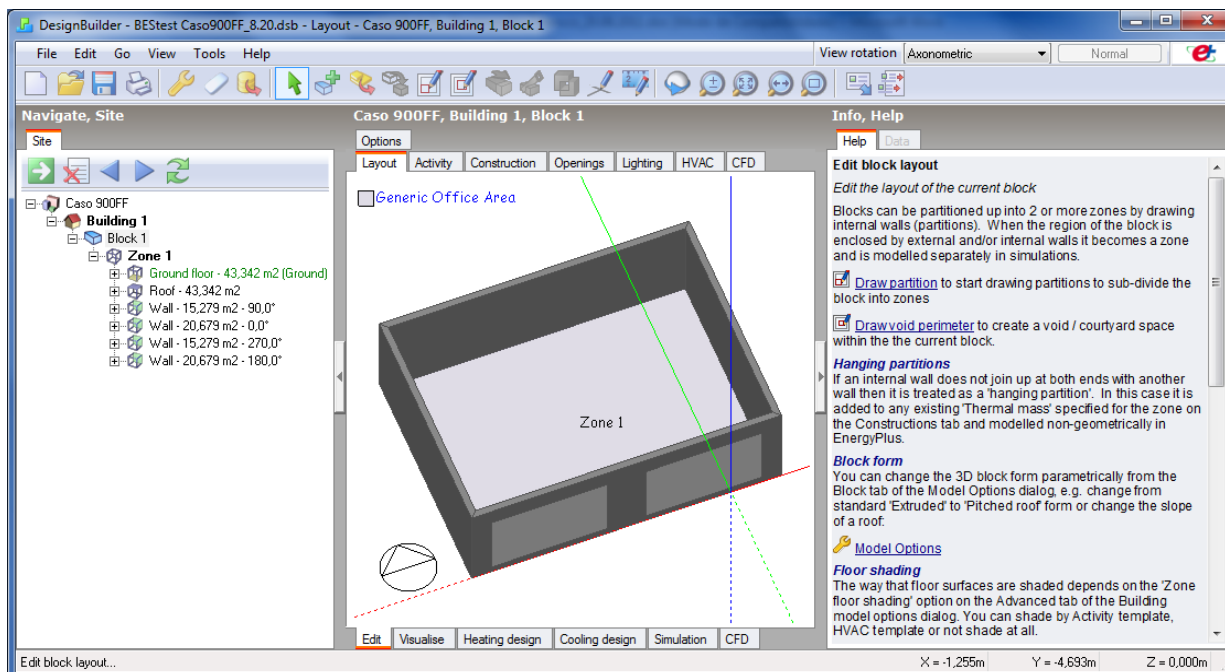 DesignBuilder - BEStest Caso900FF_8.20.dsb - Layout - Caso 900FF, Building 1, Block 1
File Edit Go View Tools Help
View rotation Axonometric Normal
Navigate, Site
Site
Caso 900FF
Building 1
Block 1
Zone 1
Ground floor - 43,342 m2 (Ground)
Roof - 43,342 m2
Wall - 15,279 m2 - 90,0°
Wall - 20,679 m2 - 0,0°
Wall - 15,279 m2 - 270,0°
Wall - 20,679 m2 - 180,0°
Caso 900FF, Building 1, Block 1
Options
Layout Activity Construction Openings Lighting HVAC CFD
Generic Office Area
Zone 1
Edit Visualise Heating design Cooling design Simulation CFD
Info, Help
Help Data
Edit block layout
Edit the layout of the current block
Blocks can be partitioned up into 2 or more zones by drawing
internal walls (partitions). When the region of the block is
enclosed by external and/or internal walls it becomes a zone
and is modelled separately in simulations.
Draw partition to start drawing partitions to sub-divide the
block into zones
Draw void perimeter to create a void / courtyard space
within the the current block.
Hanging partitions
If an internal wall does not join up at both ends with another
wall then it is treated as a 'hanging partition'. In this case it is
added to any existing 'Thermal mass' specified for the zone on
the Constructions tab and modelled non-geometrically in
EnergyPlus.
Block form
You can change the 3D block form parametrically from the
Block tab of the Model Options dialog, e.g. change from
standard 'Extruded' to 'Pitched roof' form or change the slope
of a roof:
Model Options
Floor shading
The way that floor surfaces are shaded depends on the 'Zone
floor shading' option on the Advanced tab of the Building
model options dialog. You can shade by Activity template,
HVAC template or not shade at all.
Edit block layout...
X = -1,255m Y = -4,693m Z = 0,000m